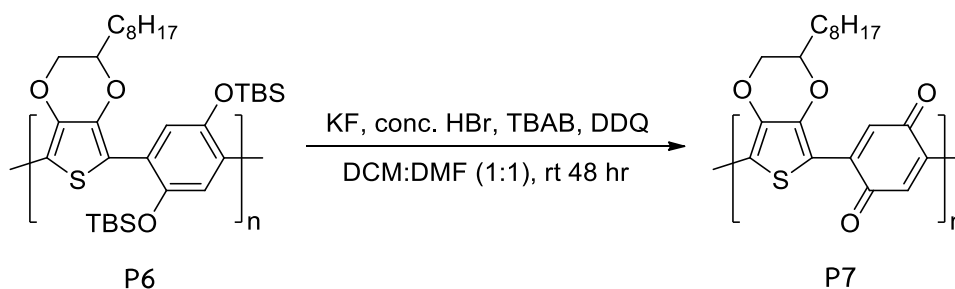 C8H17
O
O
OTBS
S
TBSO
n
P6
KF, conc. HBr, TBAB, DDQ
DCM:DMF (1:1), rt 48 hr
C8H17
O
O
O
S
O
n
P7